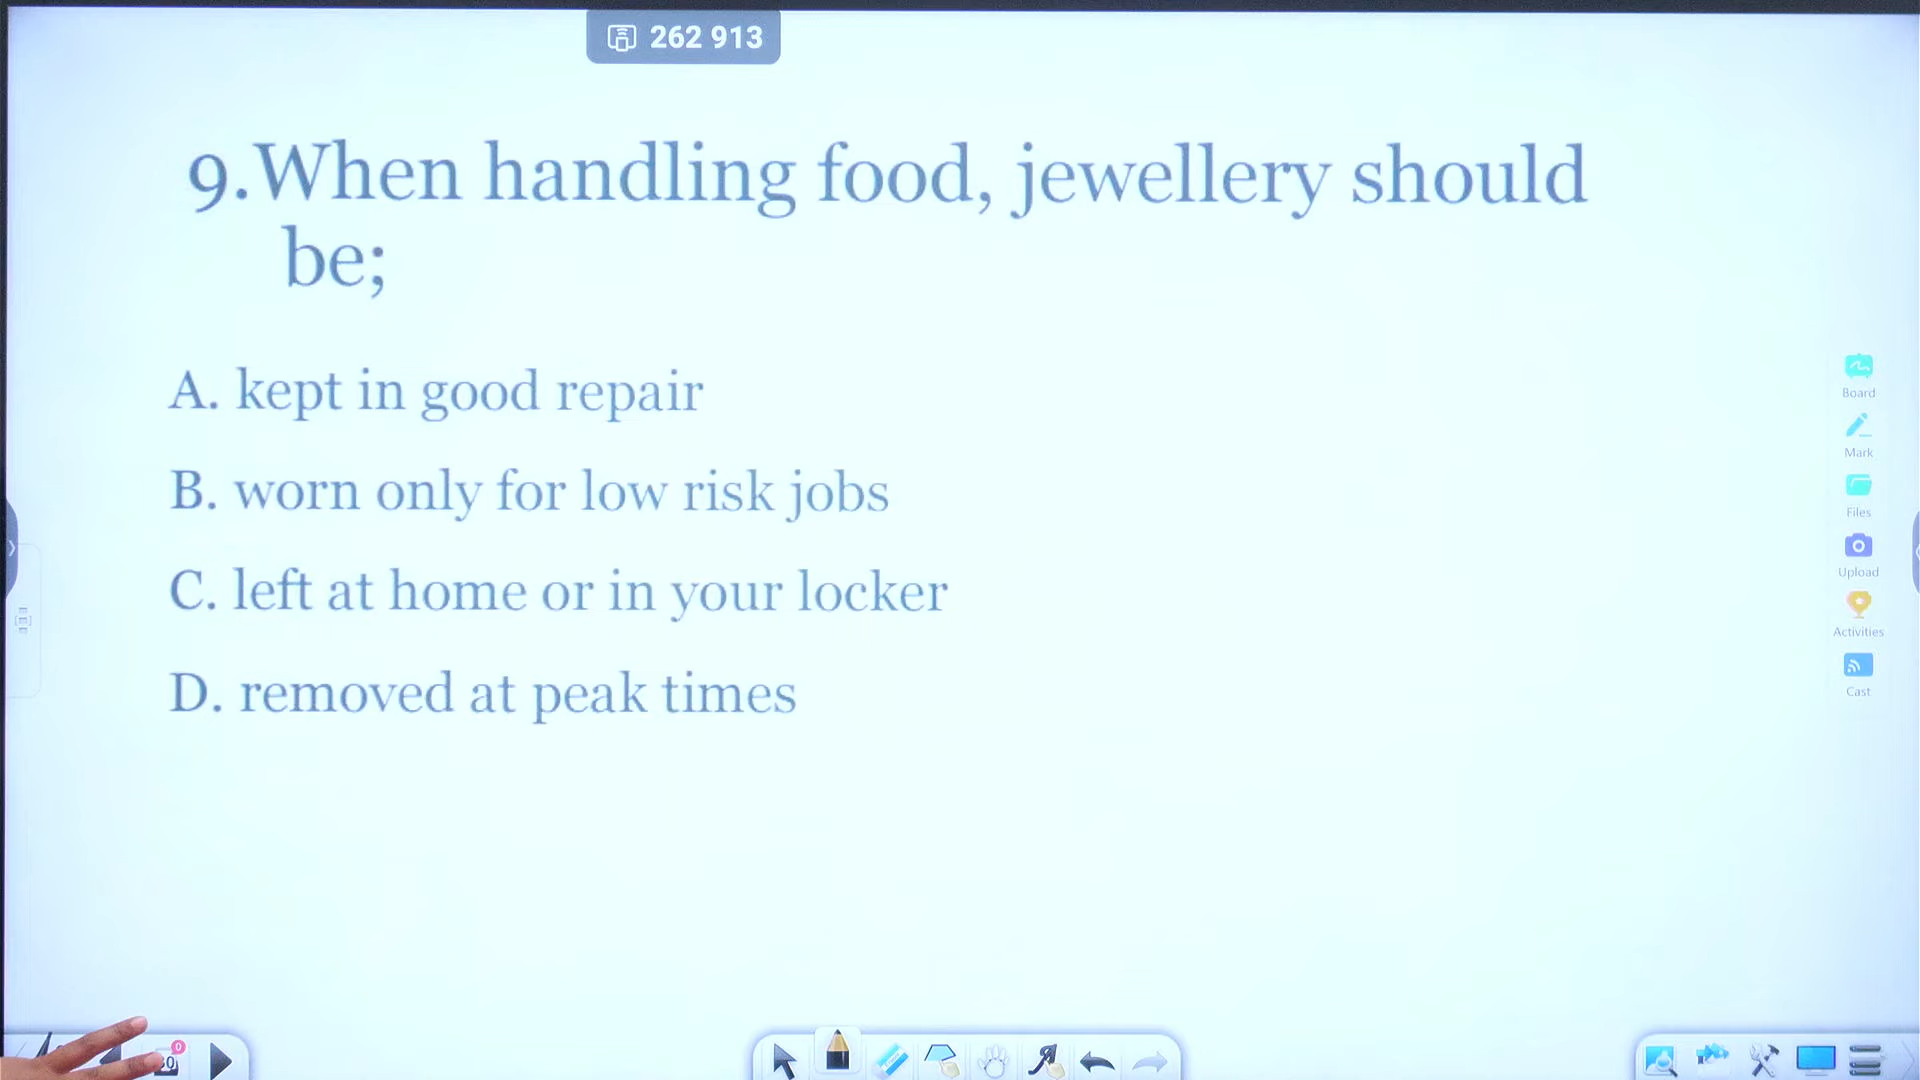 262 913
9.When handling food, jewellery should
be;
A. kept in good repair
B. worn only for low risk jobs
C. left at home or in your locker
D. removed at peak times
Board
Mark
Files
Upload
Activities
Cast
0